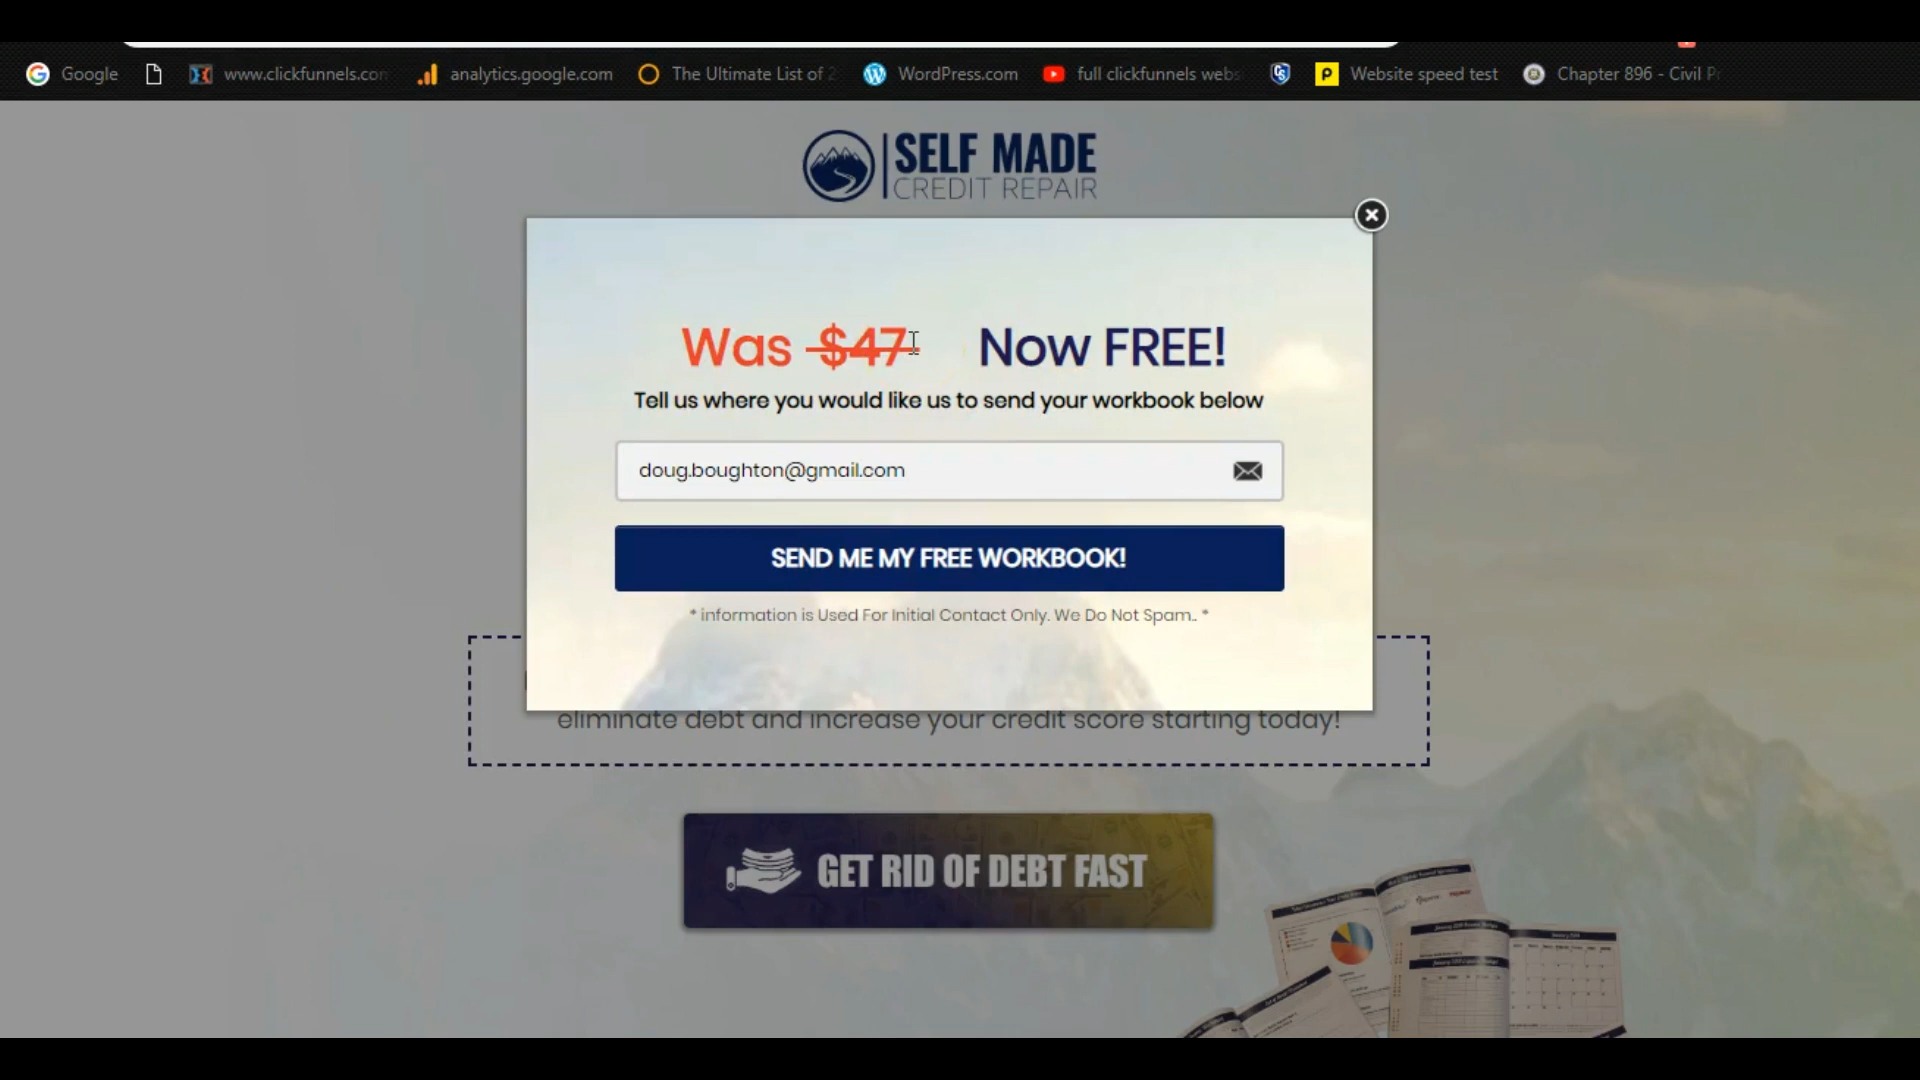 Google
www.clickfunnels.con
analytics.google.com
The Ultimate List of 2
WordPress.com
full clickfunnels webs
Website speed test
Chapter 896 - Civil Pr
SELF MADE
CREDIT REPAIR
Was $47 Now FREE!
Tell us where you would like us to send your workbook below
doug.boughton@gmail.com
SEND ME MY FREE WORKBOOK!
* information is Used For Initial Contact Only. We Do Not Spam.. *
eliminate debt and increase your credit score starting today!
GET RID OF DEBT FAST